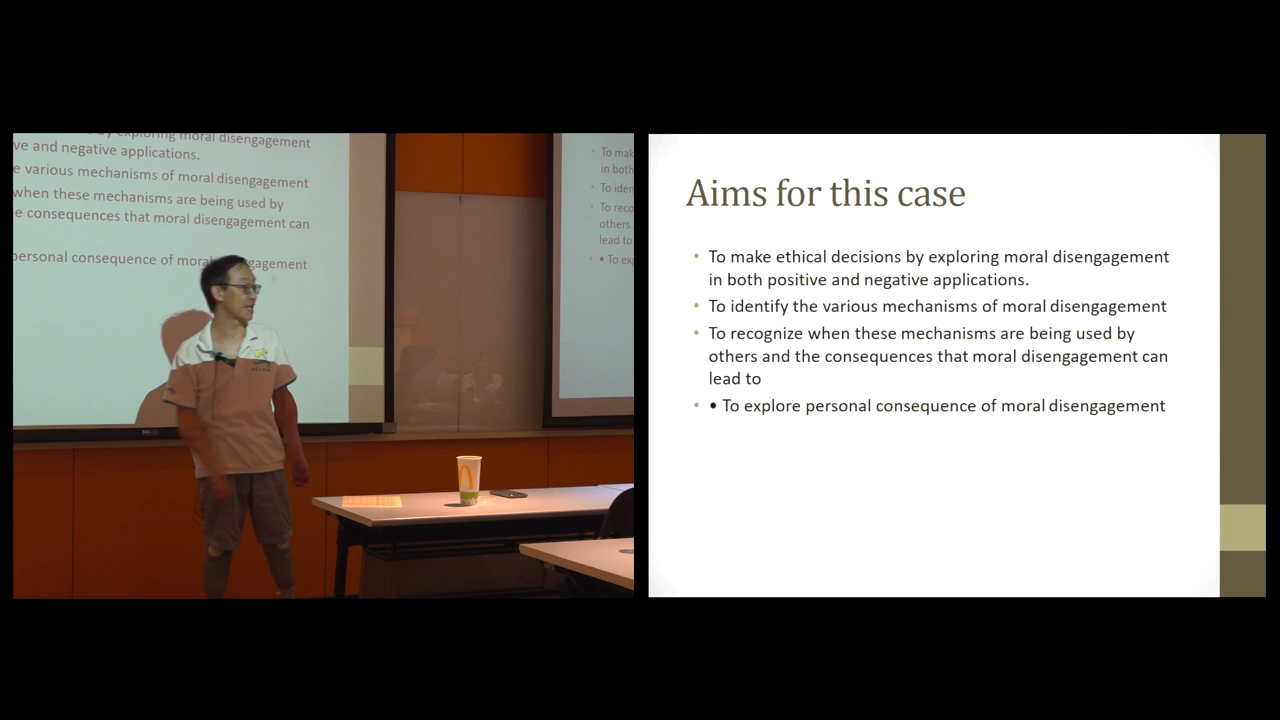 by exploring moral disengagement
ve and negative applications.
e various mechanisms of moral disengagement
when these mechanisms are being used by
e consequences that moral disengagement can
personal consequence of moral disengagement
To mak
in both
To iden
To reco
others
lead to
• To exp
Aims for this case
• To make ethical decisions by exploring moral disengagement
in both positive and negative applications.
• To identify the various mechanisms of moral disengagement
• To recognize when these mechanisms are being used by
others and the consequences that moral disengagement can
lead to
• • To explore personal consequence of moral disengagement